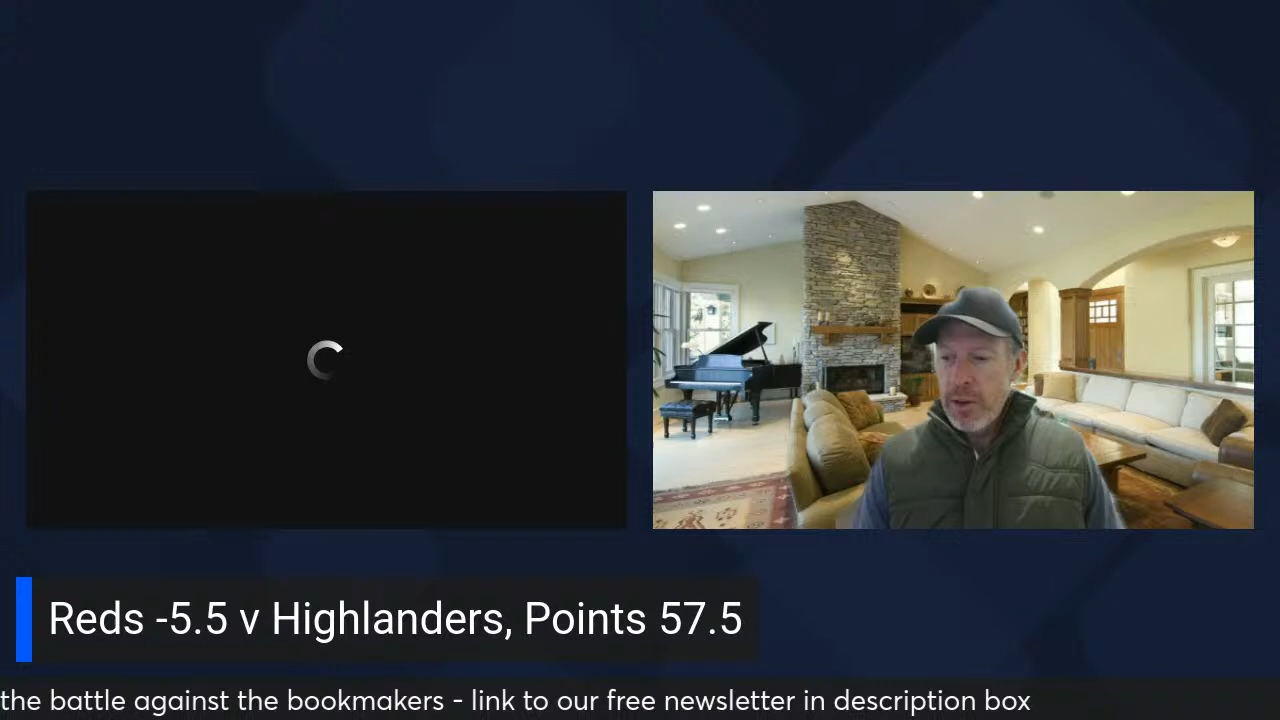 Reds -5.5 v Highlanders, Points 57.5
the battle against the bookmakers - link to our free newsletter in description box